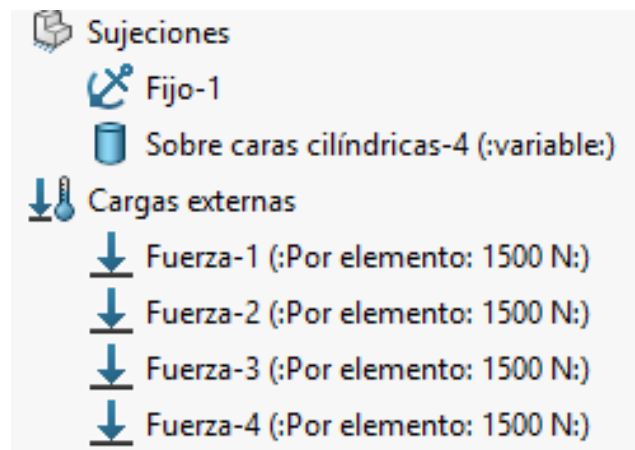 Sujeciones
Fijo-1
Sobre caras cilíndricas-4 (:variable:)
Cargas externas
Fuerza-1 (:Por elemento: 1500 N:)
Fuerza-2 (:Por elemento: 1500 N:)
Fuerza-3 (:Por elemento: 1500 N:)
Fuerza-4 (:Por elemento: 1500 N:)